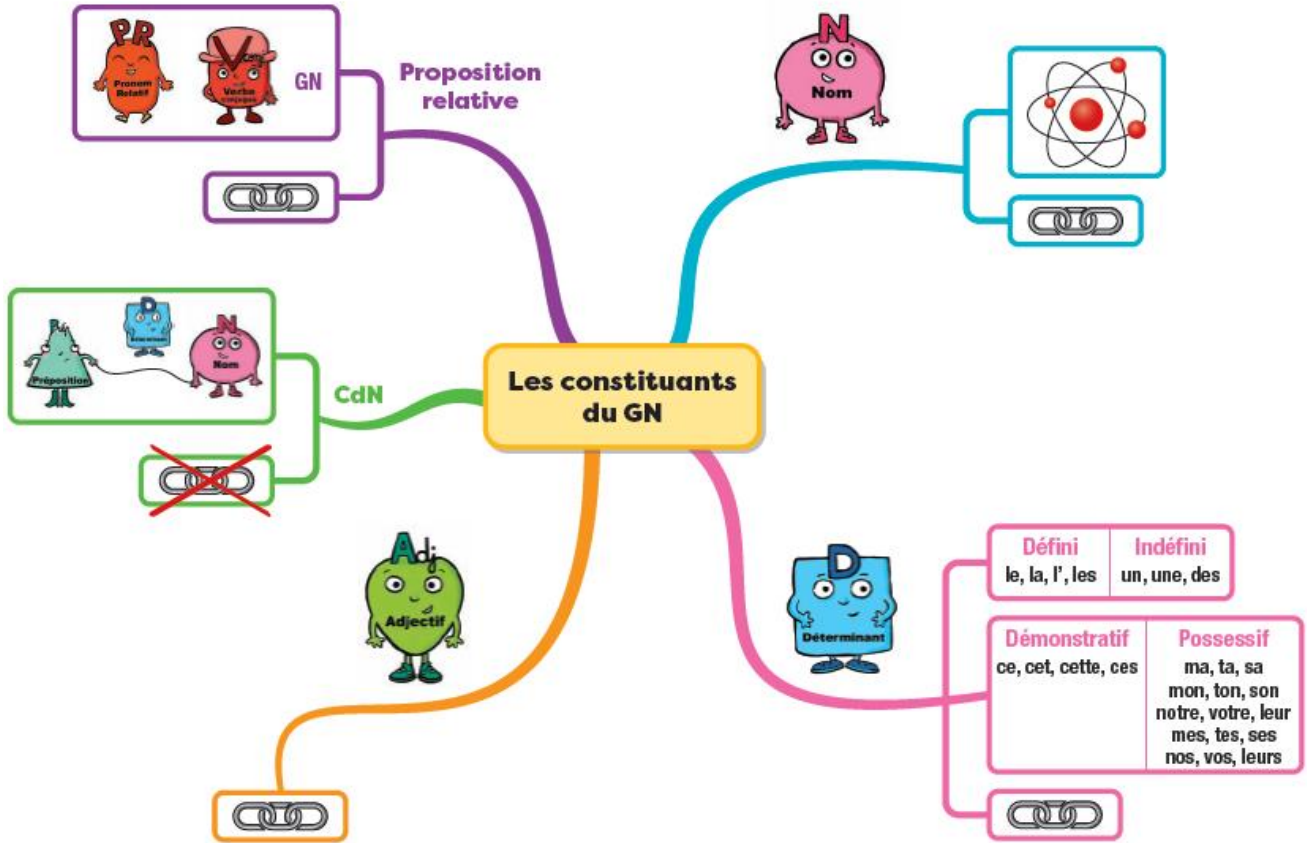 PR
Pronom
Relatif
V
Verbe
conjugué
GN
Proposition
relative
N
Nom
Déterminant
D
N
Préposition
Nom
CdN
Les constituants
du GN
Adj
Adjectif
D
Déterminant
Défini
le, la, l’, les
Indéfini
un, une, des
Démonstratif
ce, cet, cette, ces
Possessif
ma, ta, sa
mon, ton, son
notre, votre, leur
mes, tes, ses
nos, vos, leurs